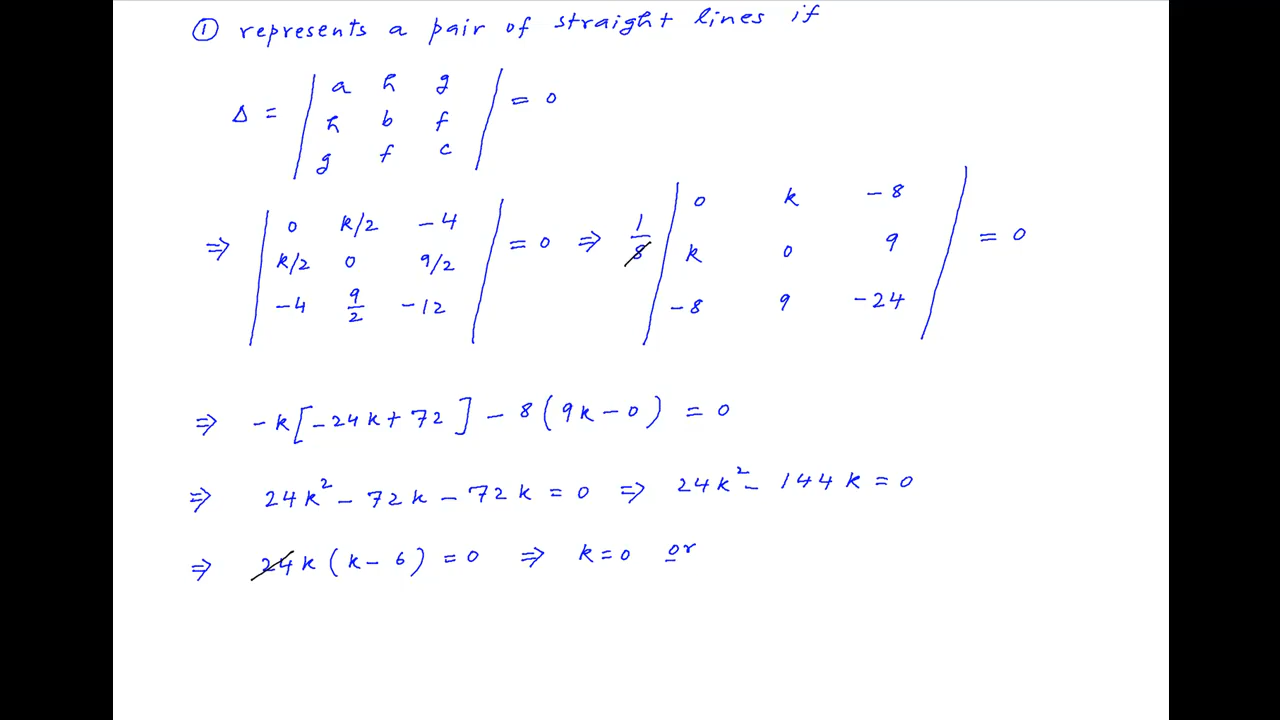 ① represents a pair of straight lines if
Δ = | a h g |
| h b f | = 0
| g f c |
⇒ | 0 k/2 -4 |
| k/2 0 9/2 | = 0
| -4 9/2 -12 |
⇒ 1/8 | 0 k -8 |
| k 0 9 | = 0
| -8 9 -24 |
⇒ -k[-24k+72] - 8(9k-0) = 0
⇒ 24k² - 72k - 72k = 0 ⇒ 24k² - 144k = 0
⇒ 24k(k-6) = 0 ⇒ k=0 or